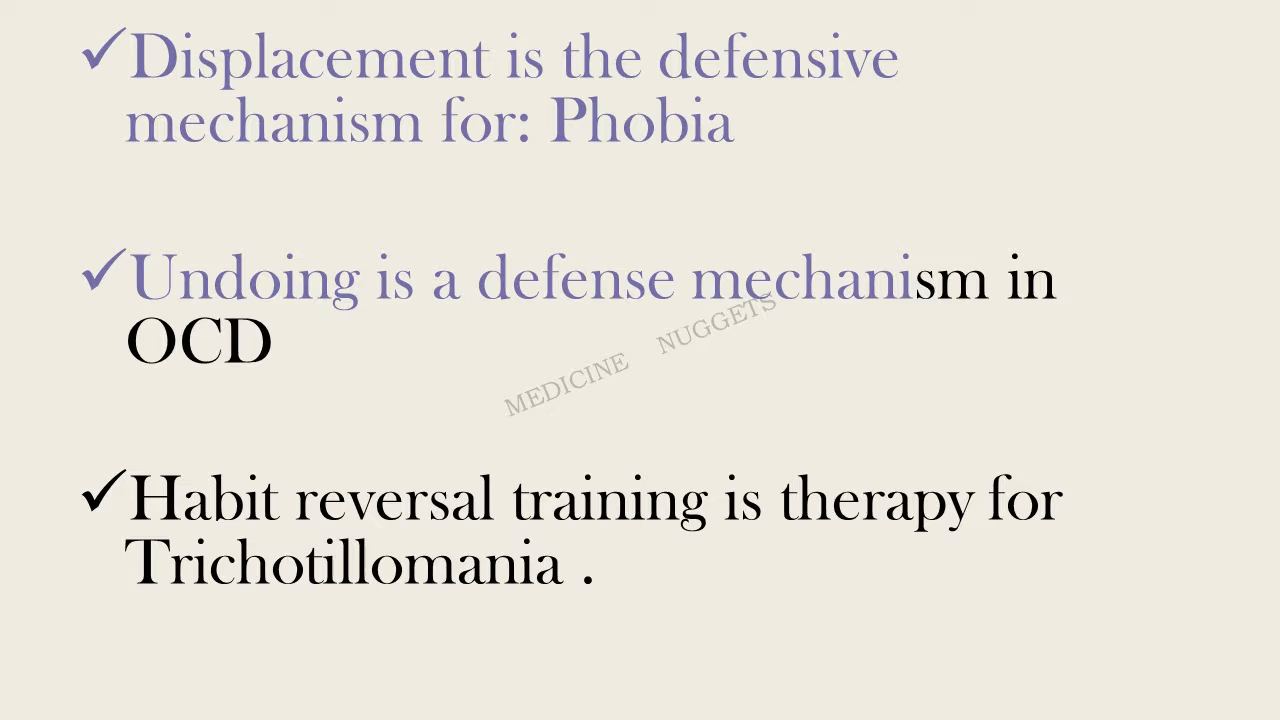 ✓Displacement is the defensive
mechanism for: Phobia
✓Undoing is a defense mechanism in
OCD
MEDICINE NUGGETS
✓Habit reversal training is therapy for
Trichotillomania .